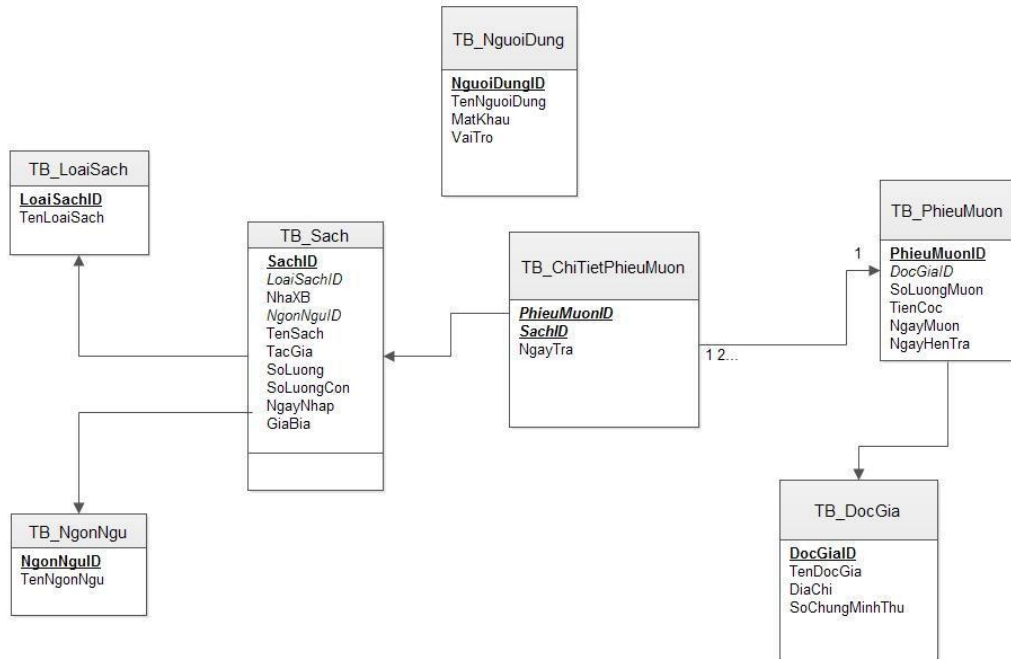 TB_NguoiDung
NguoiDungID
TenNguoiDung
MatKhau
VaiTro
TB_LoaiSach
LoaiSachID
TenLoaiSach
TB_Sach
SachID
LoaiSachID
NhaXB
NgonNguID
TenSach
TacGia
SoLuong
SoLuongCon
NgayNhap
GiaBia
TB_ChiTietPhieuMuon
PhieuMuonID
SachID
NgayTra
1
1 2...
TB_PhieuMuon
PhieuMuonID
DocGiaID
SoLuongMuon
TienCoc
NgayMuon
NgayHenTra
TB_NgonNgu
NgonNguID
TenNgonNgu
TB_DocGia
DocGiaID
TenDocGia
DiaChi
SoChungMinhThu